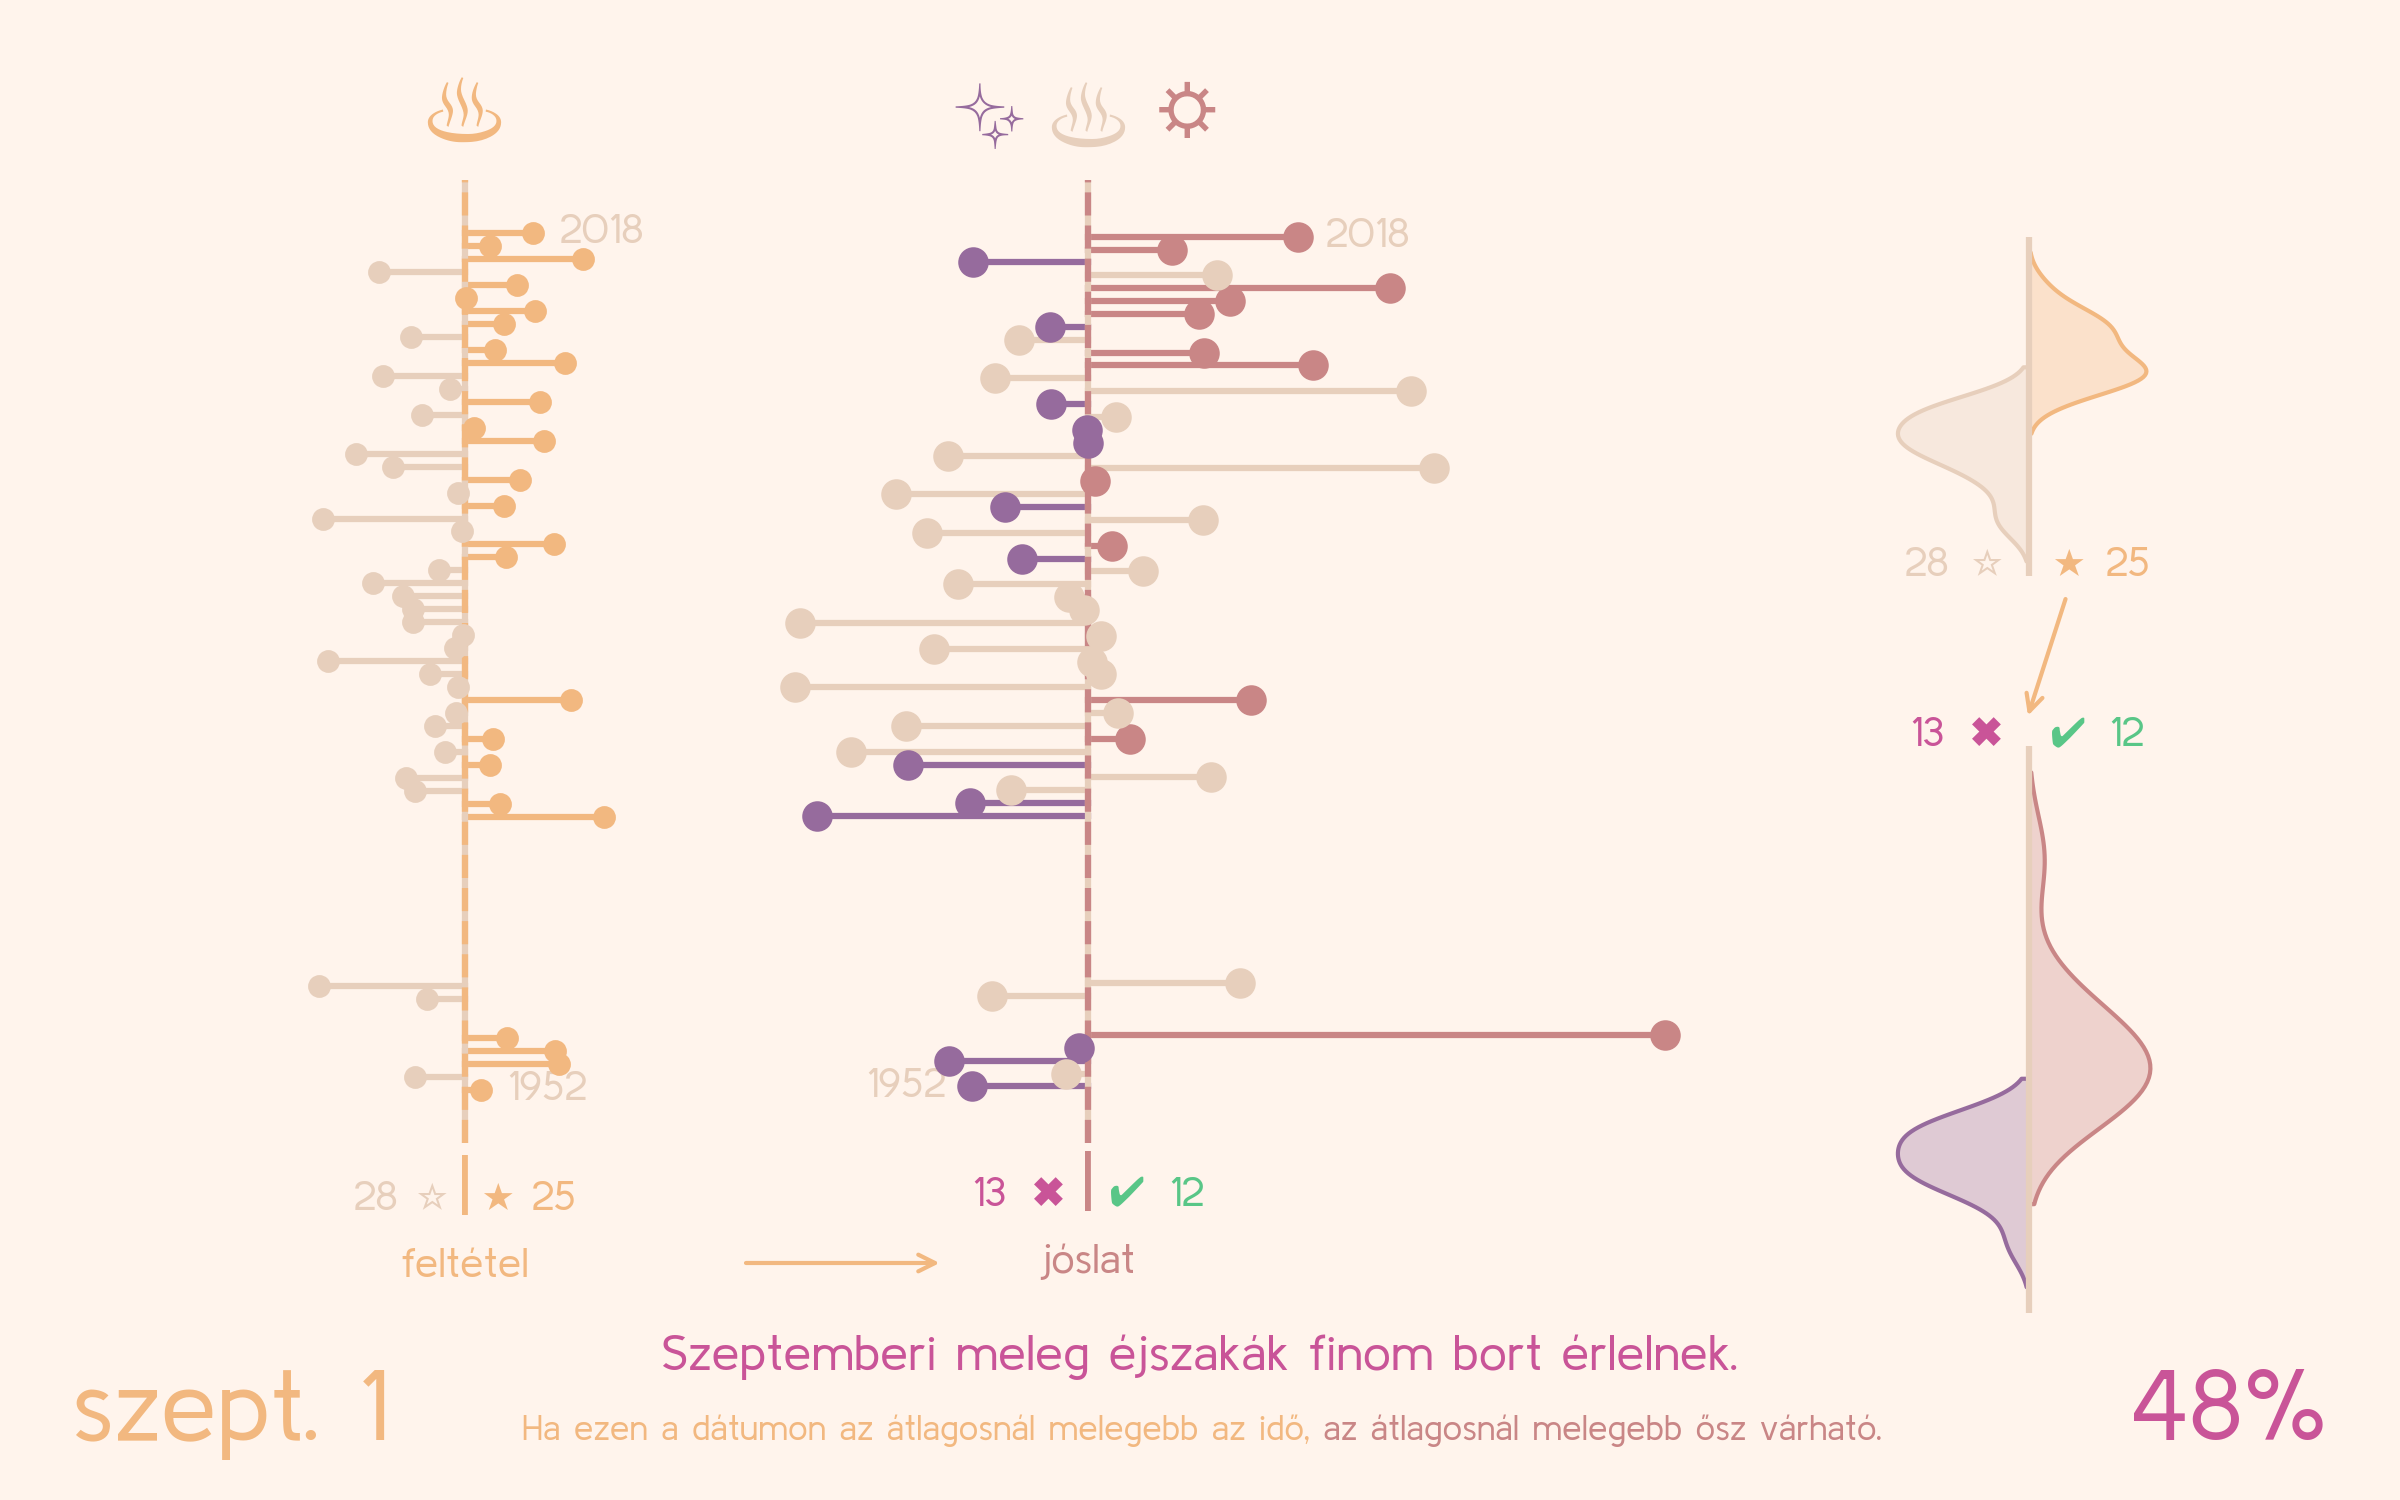 2018
2018
1952
1952
28 ☆ ★ 25
13 ✖ ✔ 12
feltétel
jóslat
28 ☆ ★ 25
13 ✖ ✔ 12
Szeptemberi meleg éjszakák finom bort érlelnek.
szept. 1
Ha ezen a dátumon az átlagosnál melegebb az idő, az átlagosnál melegebb ősz várható.
48%